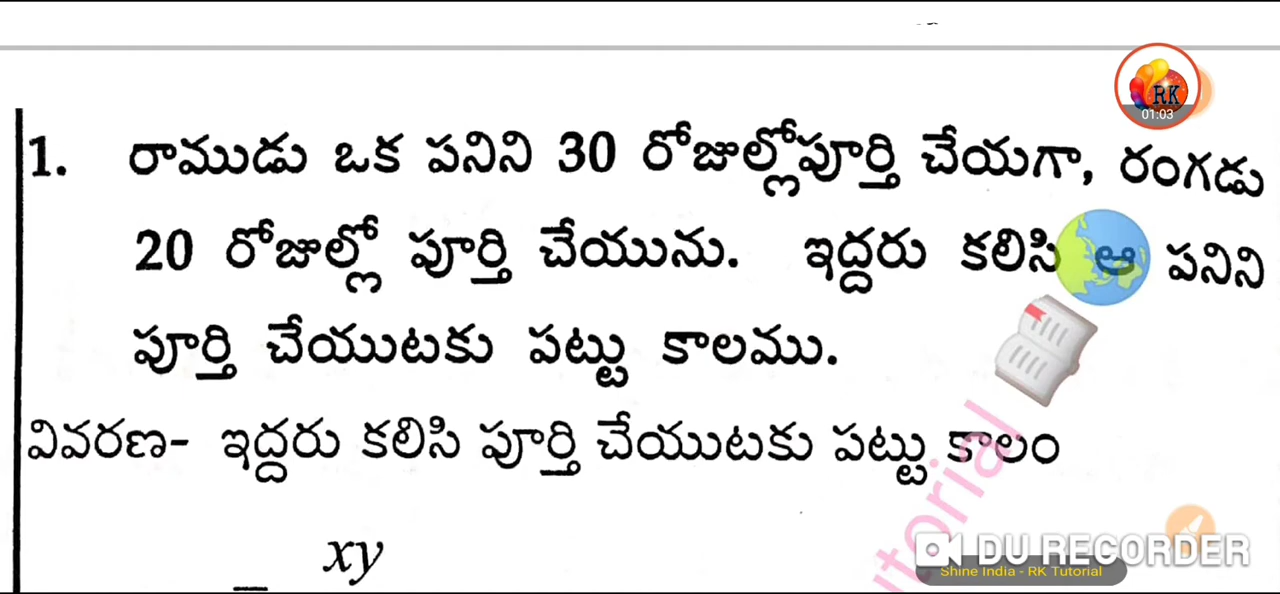 RK
01:03
1. రాముడు ఒక పనిని 30 రోజుల్లోపూర్తి చేయగా, రంగడు
20 రోజుల్లో పూర్తి చేయును. ఇద్దరు కలిసి ఆ పనిని
పూర్తి చేయుటకు పట్టు కాలము.
వివరణ- ఇద్దరు కలిసి పూర్తి చేయుటకు పట్టు కాలం
xy
utorial
DU RECORDER
Shine India - RK Tutorial